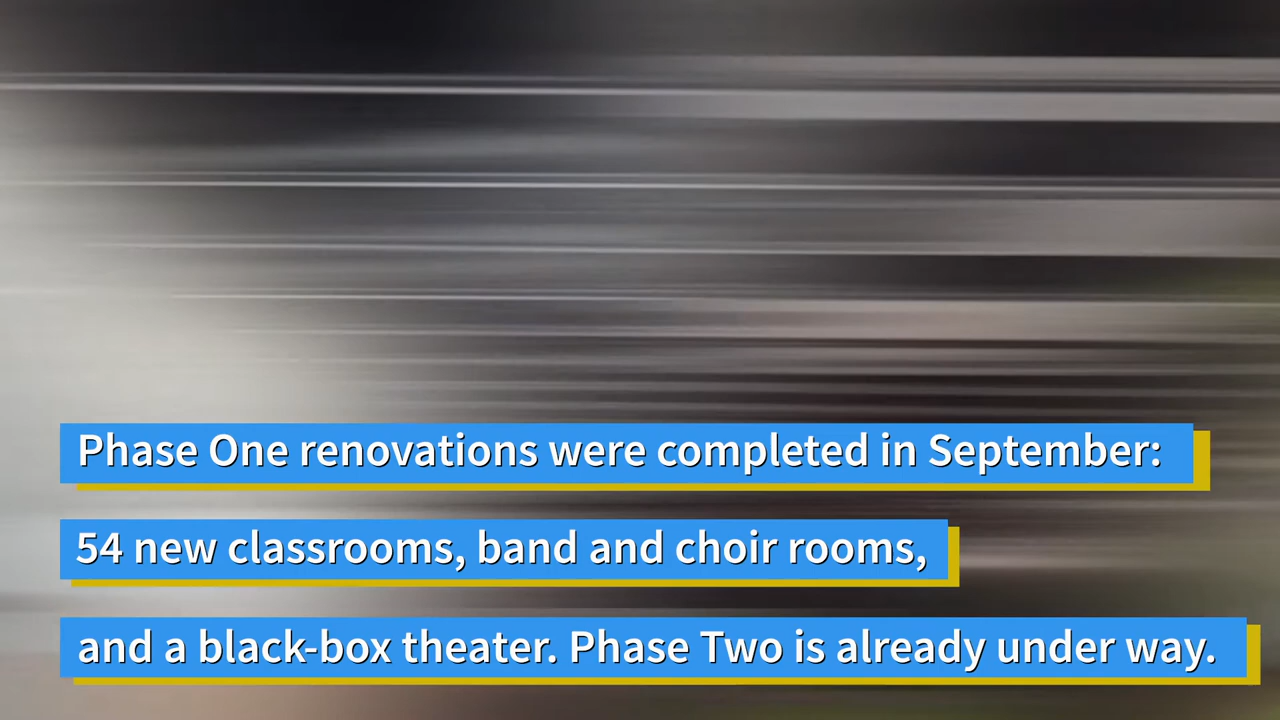 Phase One renovations were completed in September:
54 new classrooms, band and choir rooms,
and a black-box theater. Phase Two is already under way.